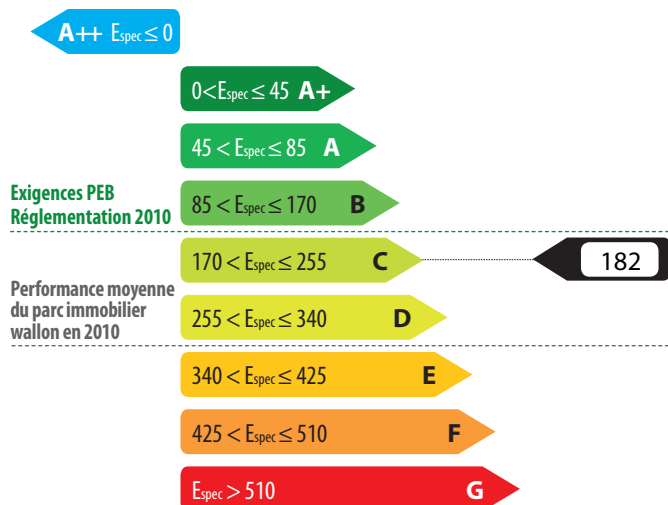 A++ Espec ≤ 0
0<Espec ≤ 45 A+
45 < Espec ≤ 85 A
Exigences PEB
Réglementation 2010
85 < Espec ≤ 170 B
170 < Espec ≤ 255 C
182
Performance moyenne
du parc immobilier
wallon en 2010
255 < Espec ≤ 340 D
340 < Espec ≤ 425 E
425 < Espec ≤ 510 F
Espec > 510 G